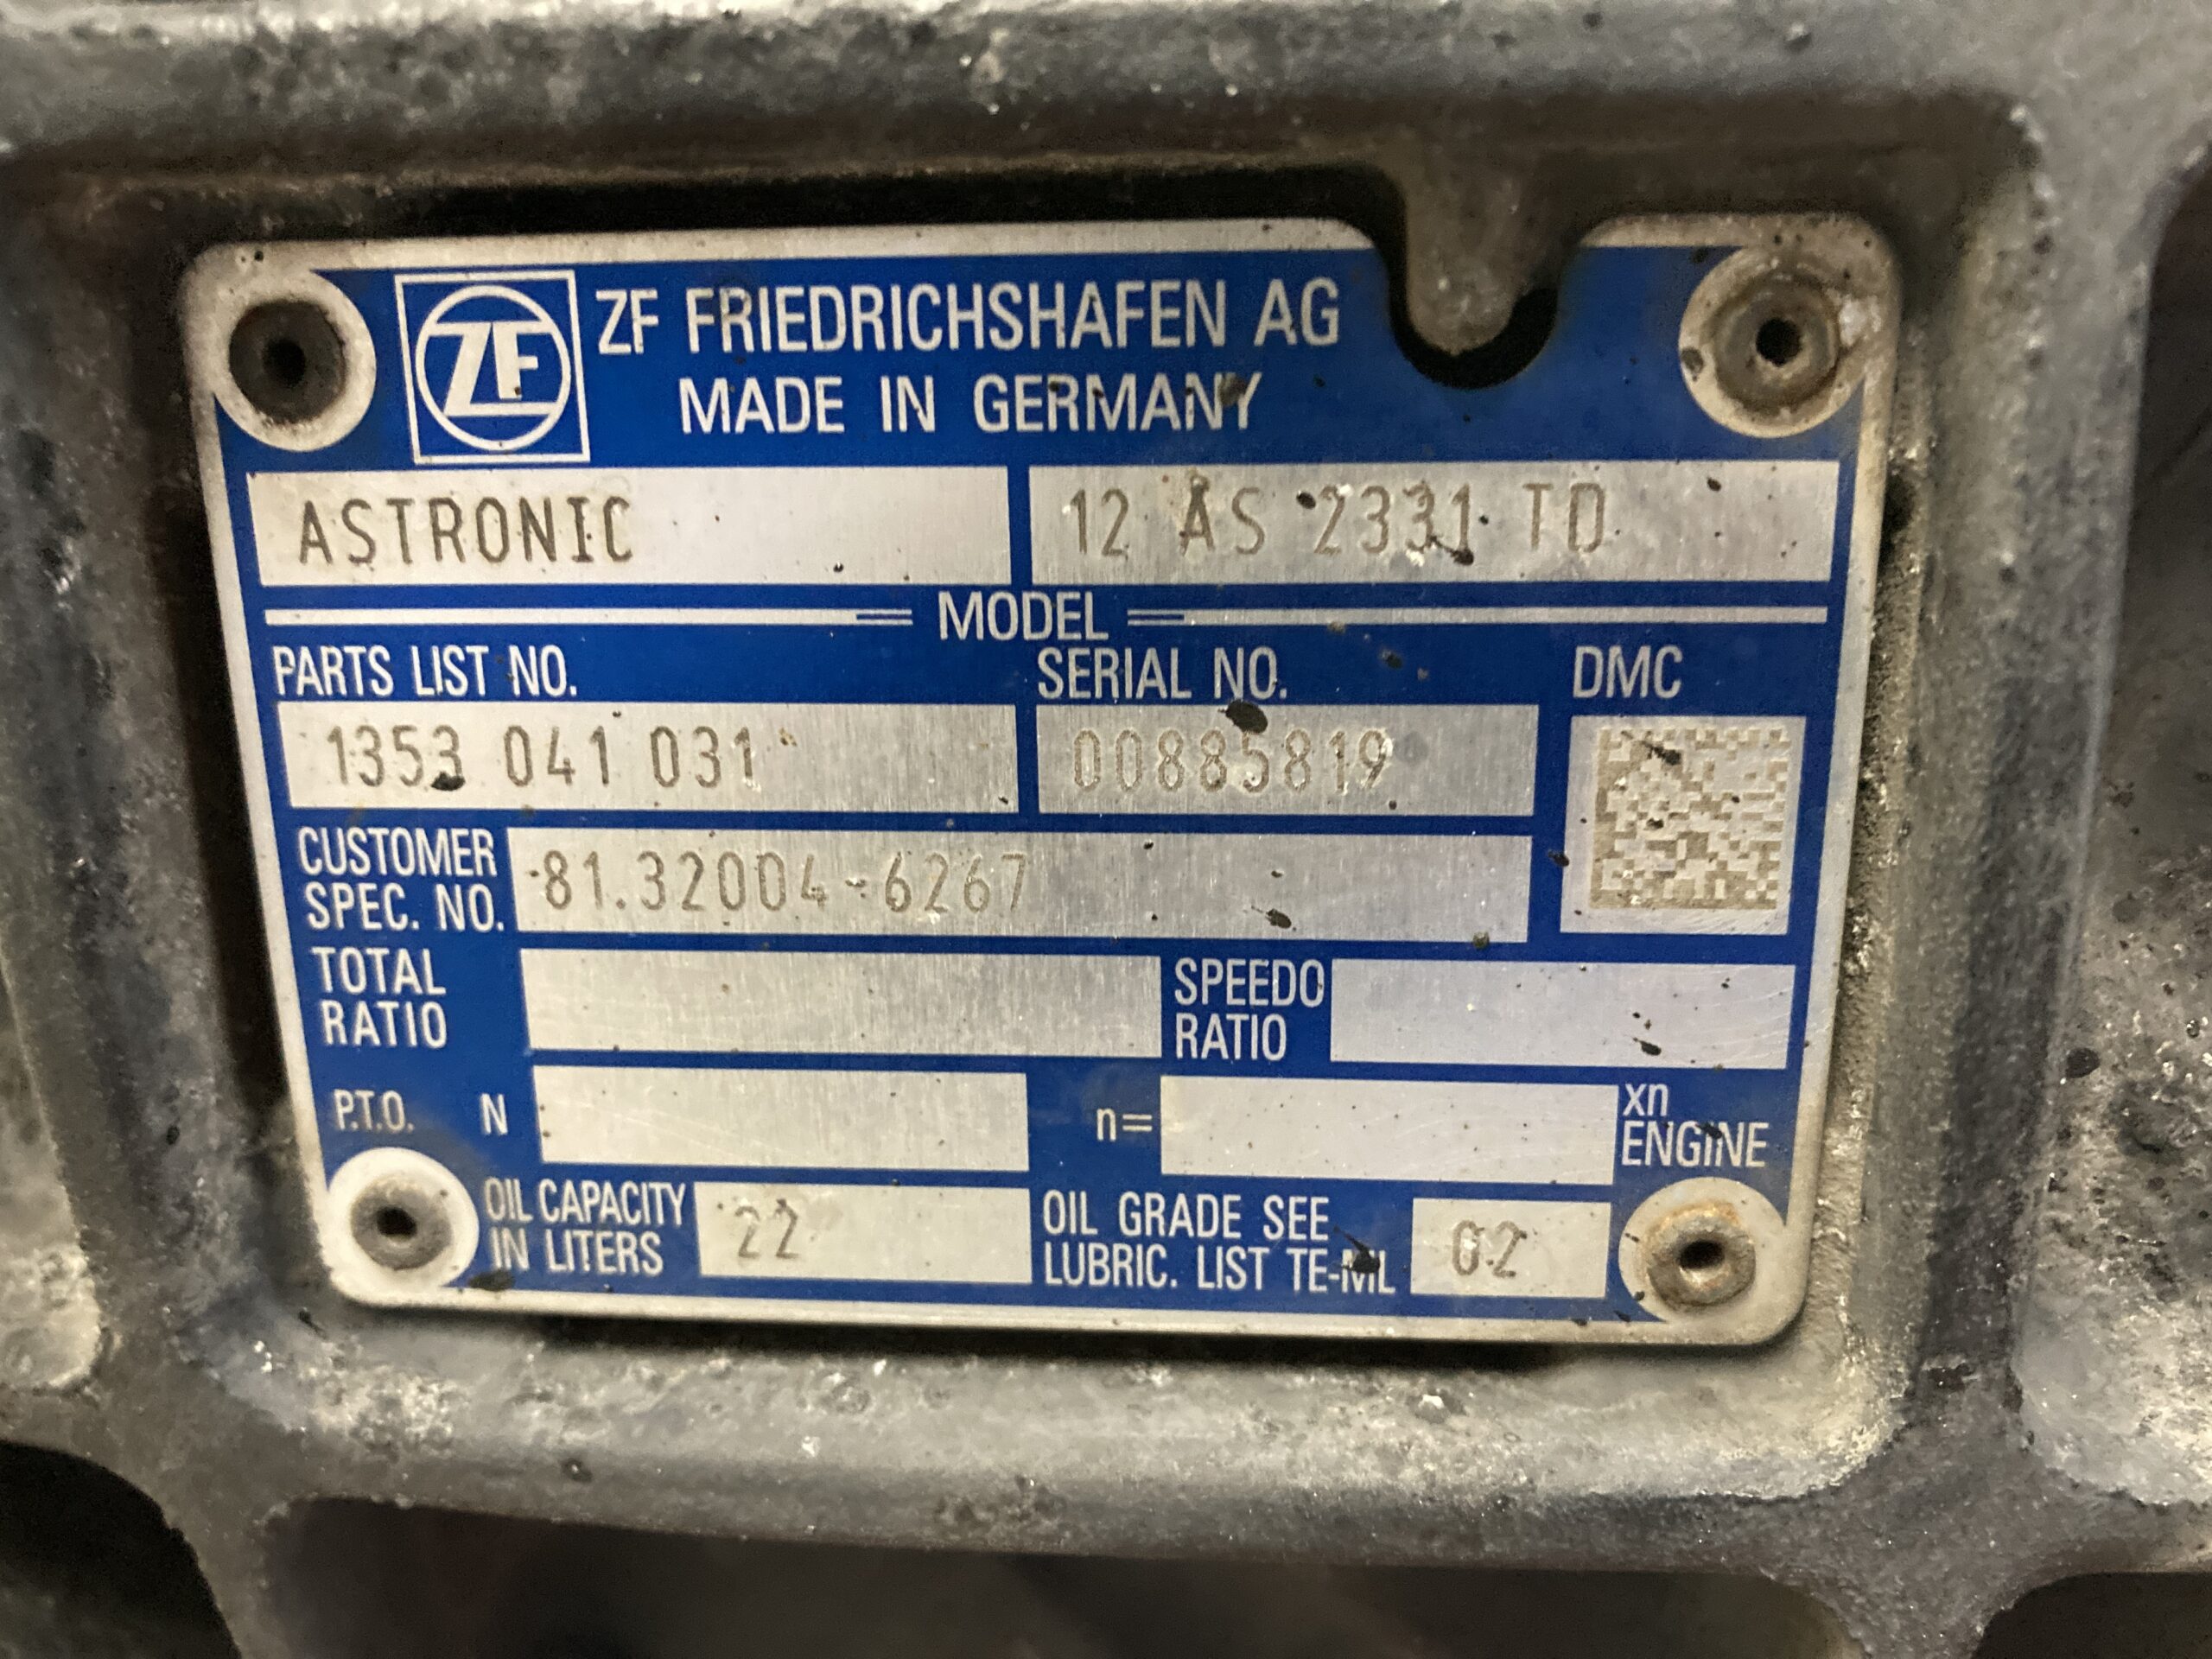 ZF ZF FRIEDRICHSHAFEN AG
MADE IN GERMANY
ASTRONIC 12 AS 2331 TD
MODEL
PARTS LIST NO. SERIAL NO. DMC
1353 041 031 00885819
CUSTOMER SPEC. NO. 81.32004-6267
TOTAL RATIO SPEEDO RATIO
P.T.O. N n= xn ENGINE
OIL CAPACITY IN LITERS 22 OIL GRADE SEE LUBRIC. LIST TE-ML 02